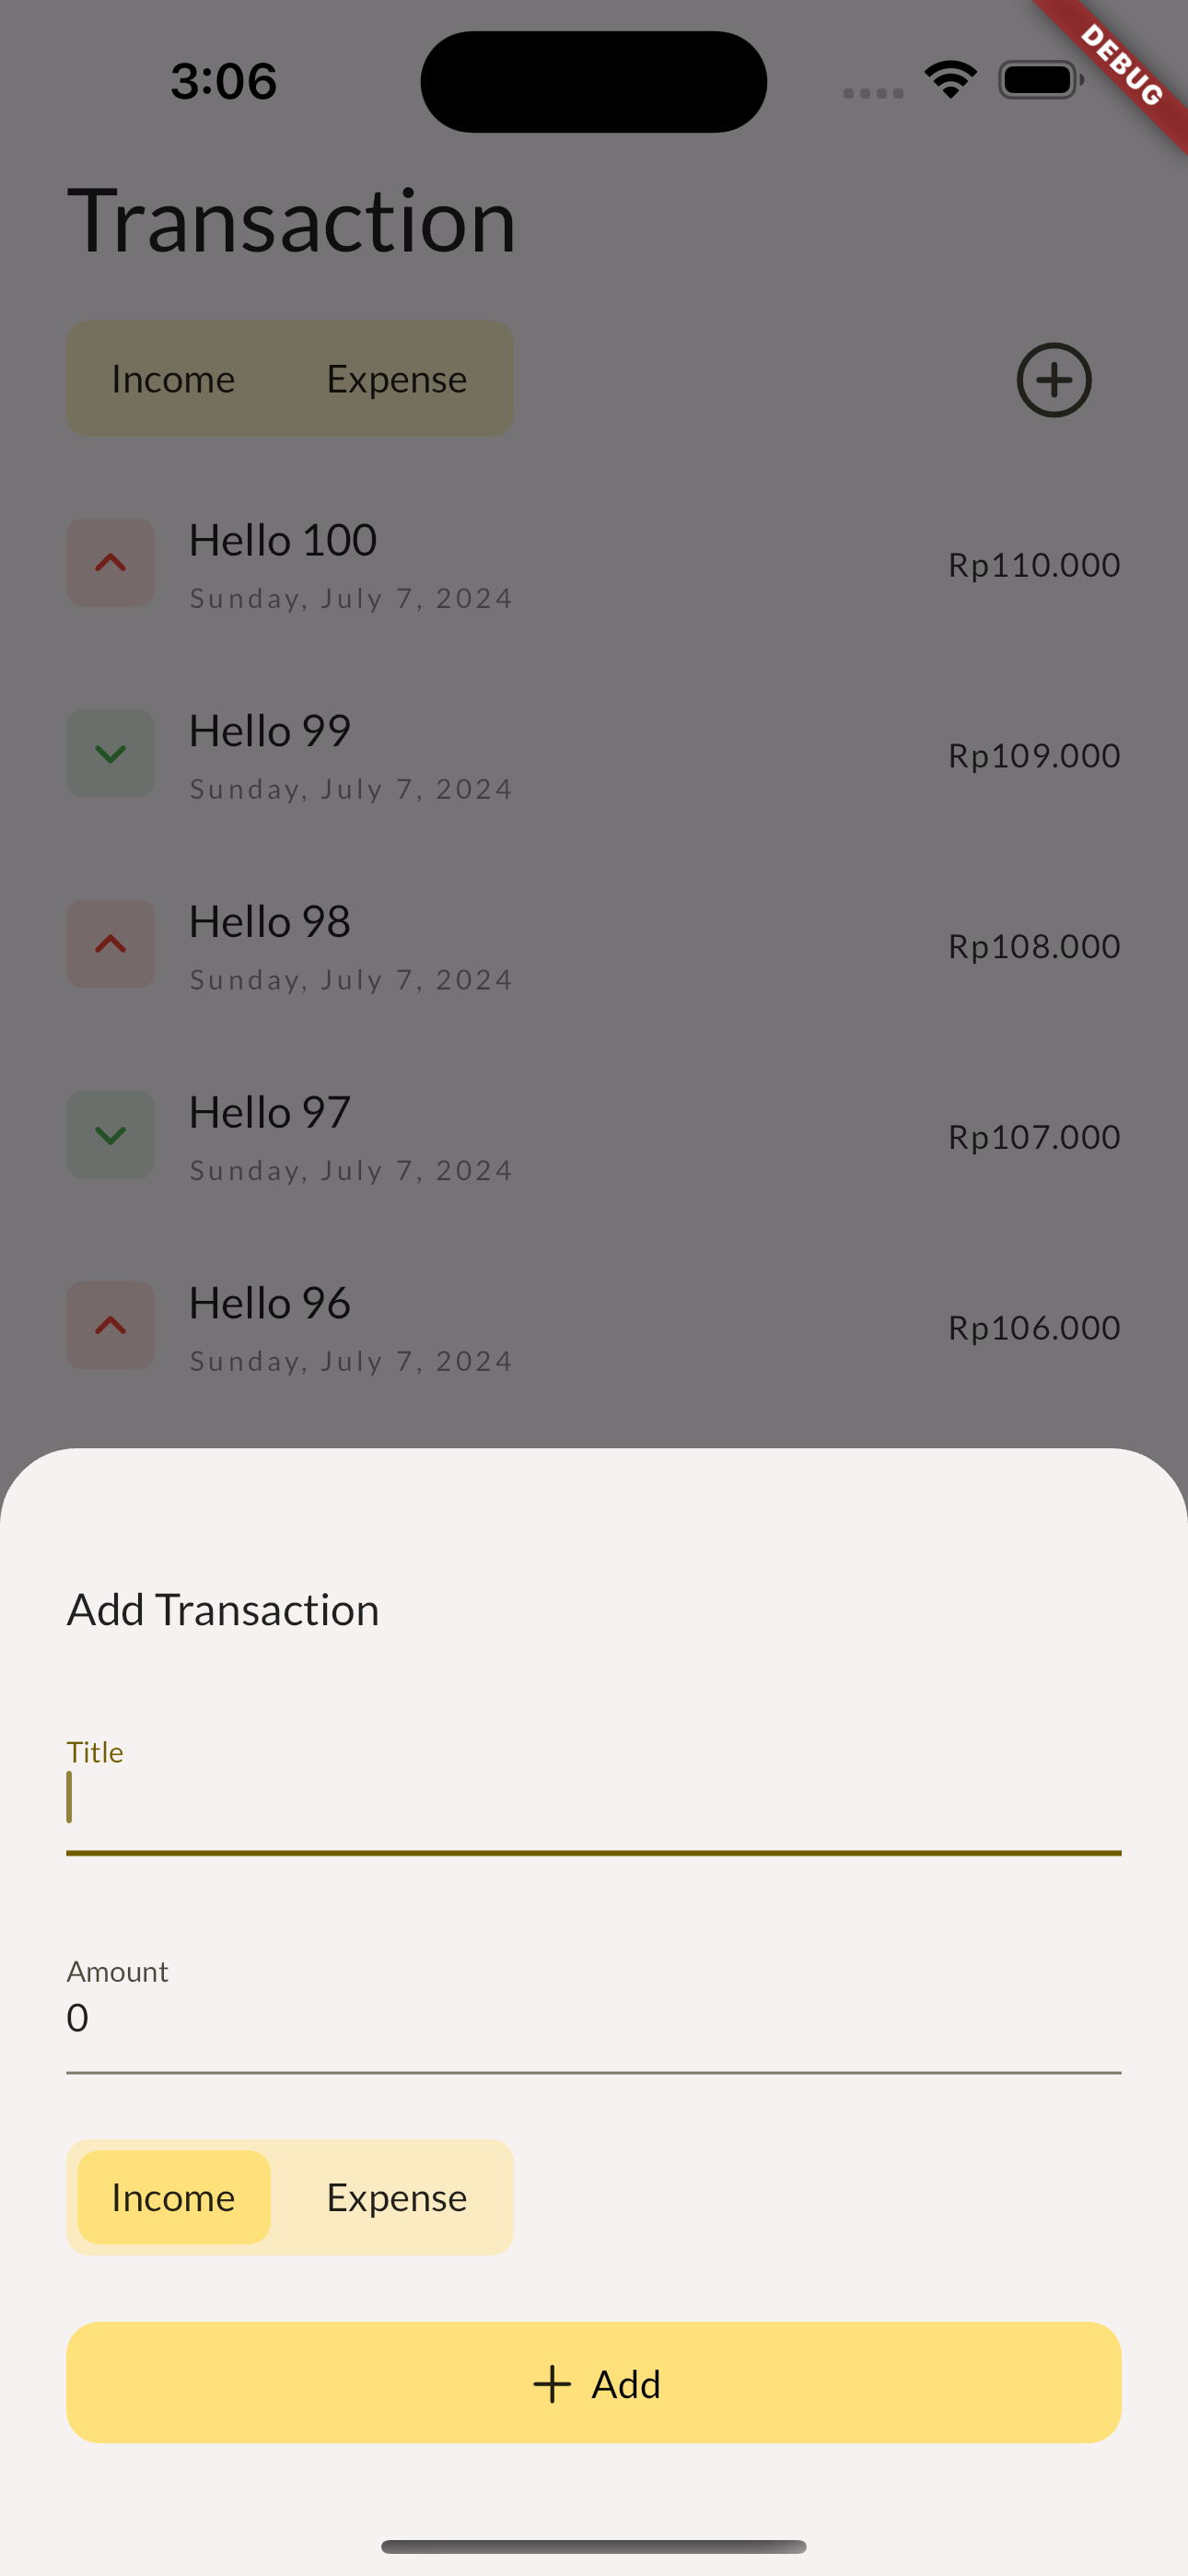 3:06
DEBUG
Transaction
Income Expense
Hello 100
Sunday, July 7, 2024
Rp110.000
Hello 99
Sunday, July 7, 2024
Rp109.000
Hello 98
Sunday, July 7, 2024
Rp108.000
Hello 97
Sunday, July 7, 2024
Rp107.000
Hello 96
Sunday, July 7, 2024
Rp106.000
Add Transaction
Title
Amount
0
Income Expense
Add